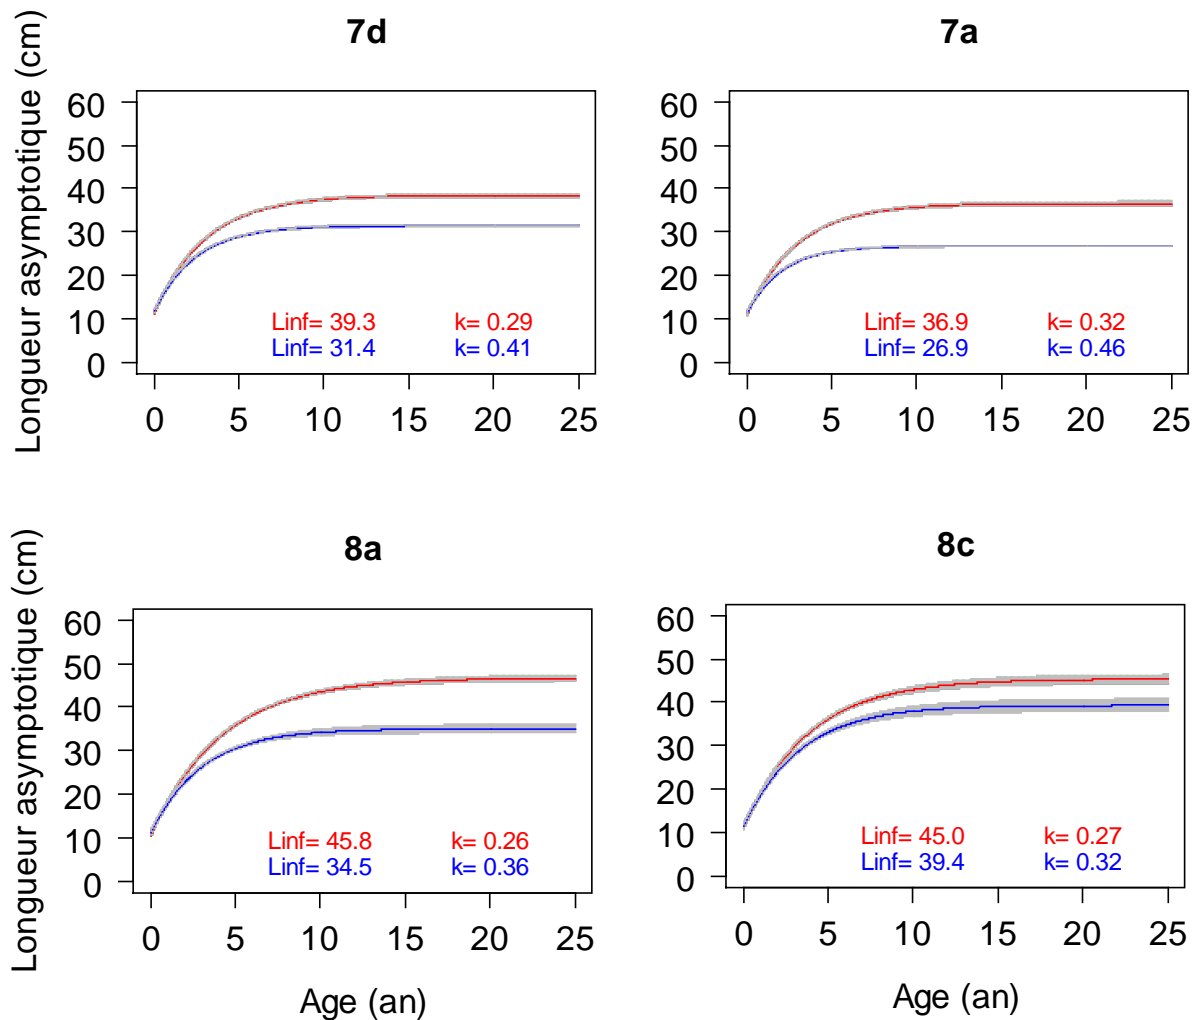 7d
Longueur asymptotique (cm)
60
50
40
30
20
10
0
Linf= 39.3 k= 0.29
Linf= 31.4 k= 0.41
0 5 10 15 20 25
7a
60
50
40
30
20
10
0
Linf= 36.9 k= 0.32
Linf= 26.9 k= 0.46
0 5 10 15 20 25
8a
Longueur asymptotique (cm)
60
50
40
30
20
10
0
Linf= 45.8 k= 0.26
Linf= 34.5 k= 0.36
0 5 10 15 20 25
Age (an)
8c
60
50
40
30
20
10
0
Linf= 45.0 k= 0.27
Linf= 39.4 k= 0.32
0 5 10 15 20 25
Age (an)